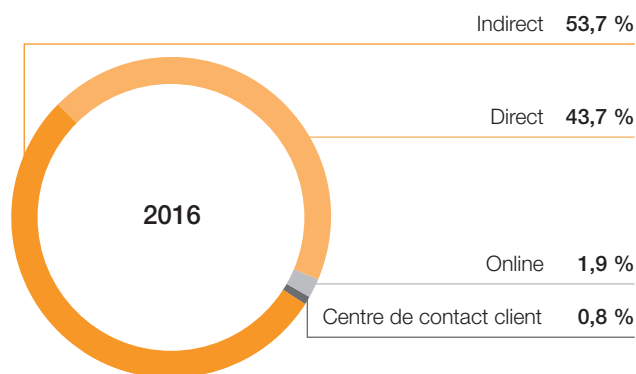 Indirect 53,7 %
Direct 43,7 %
2016
Online 1,9 %
Centre de contact client 0,8 %